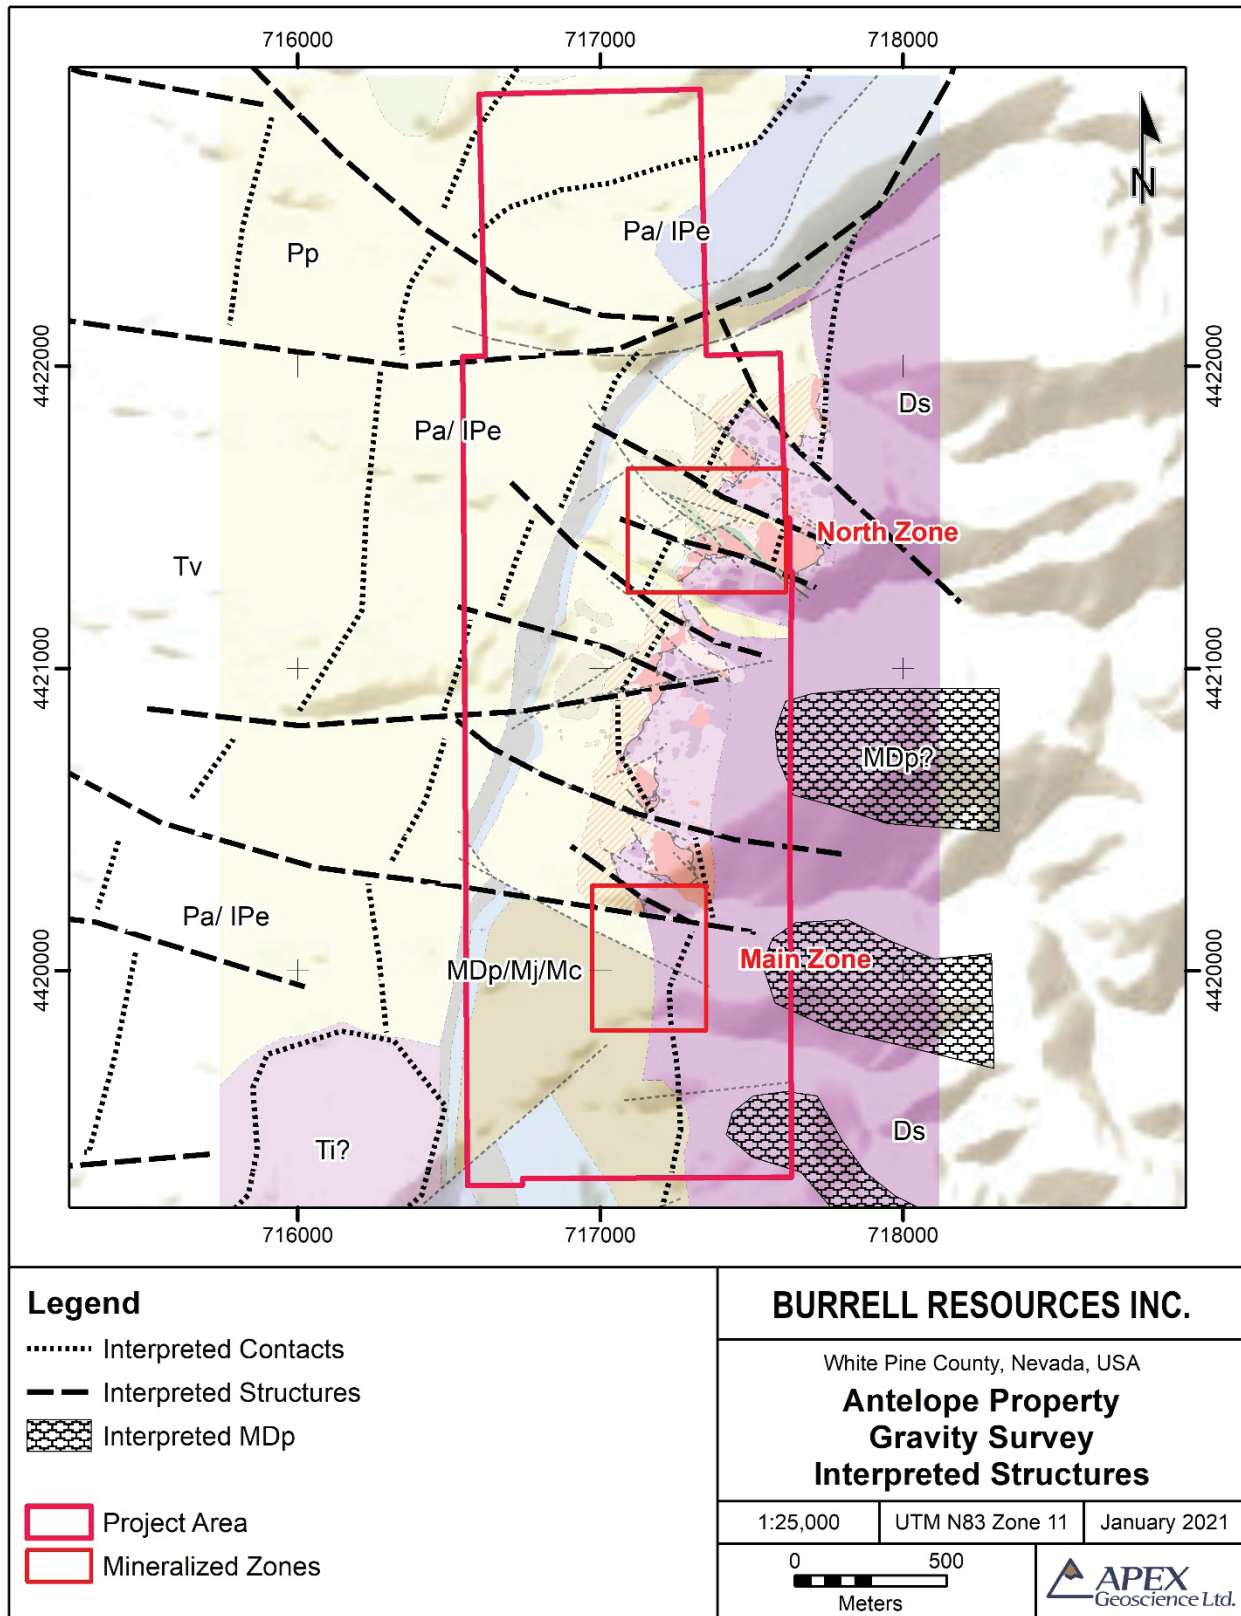 716000 717000 718000
N
Pa/ IPe
Pp
4422000 4422000
Ds
Pa/ IPe
North Zone
Tv
4421000 4421000
MDp?
Pa/ IPe
4420000 4420000
MDp/Mj/Mc
Main Zone
Ds
Ti?
716000 717000 718000
Legend
Interpreted Contacts
Interpreted Structures
Interpreted MDp
Project Area
Mineralized Zones
BURRELL RESOURCES INC.
White Pine County, Nevada, USA
Antelope Property
Gravity Survey
Interpreted Structures
1:25,000 UTM N83 Zone 11 January 2021
0 500
Meters
APEX
Geoscience Ltd.